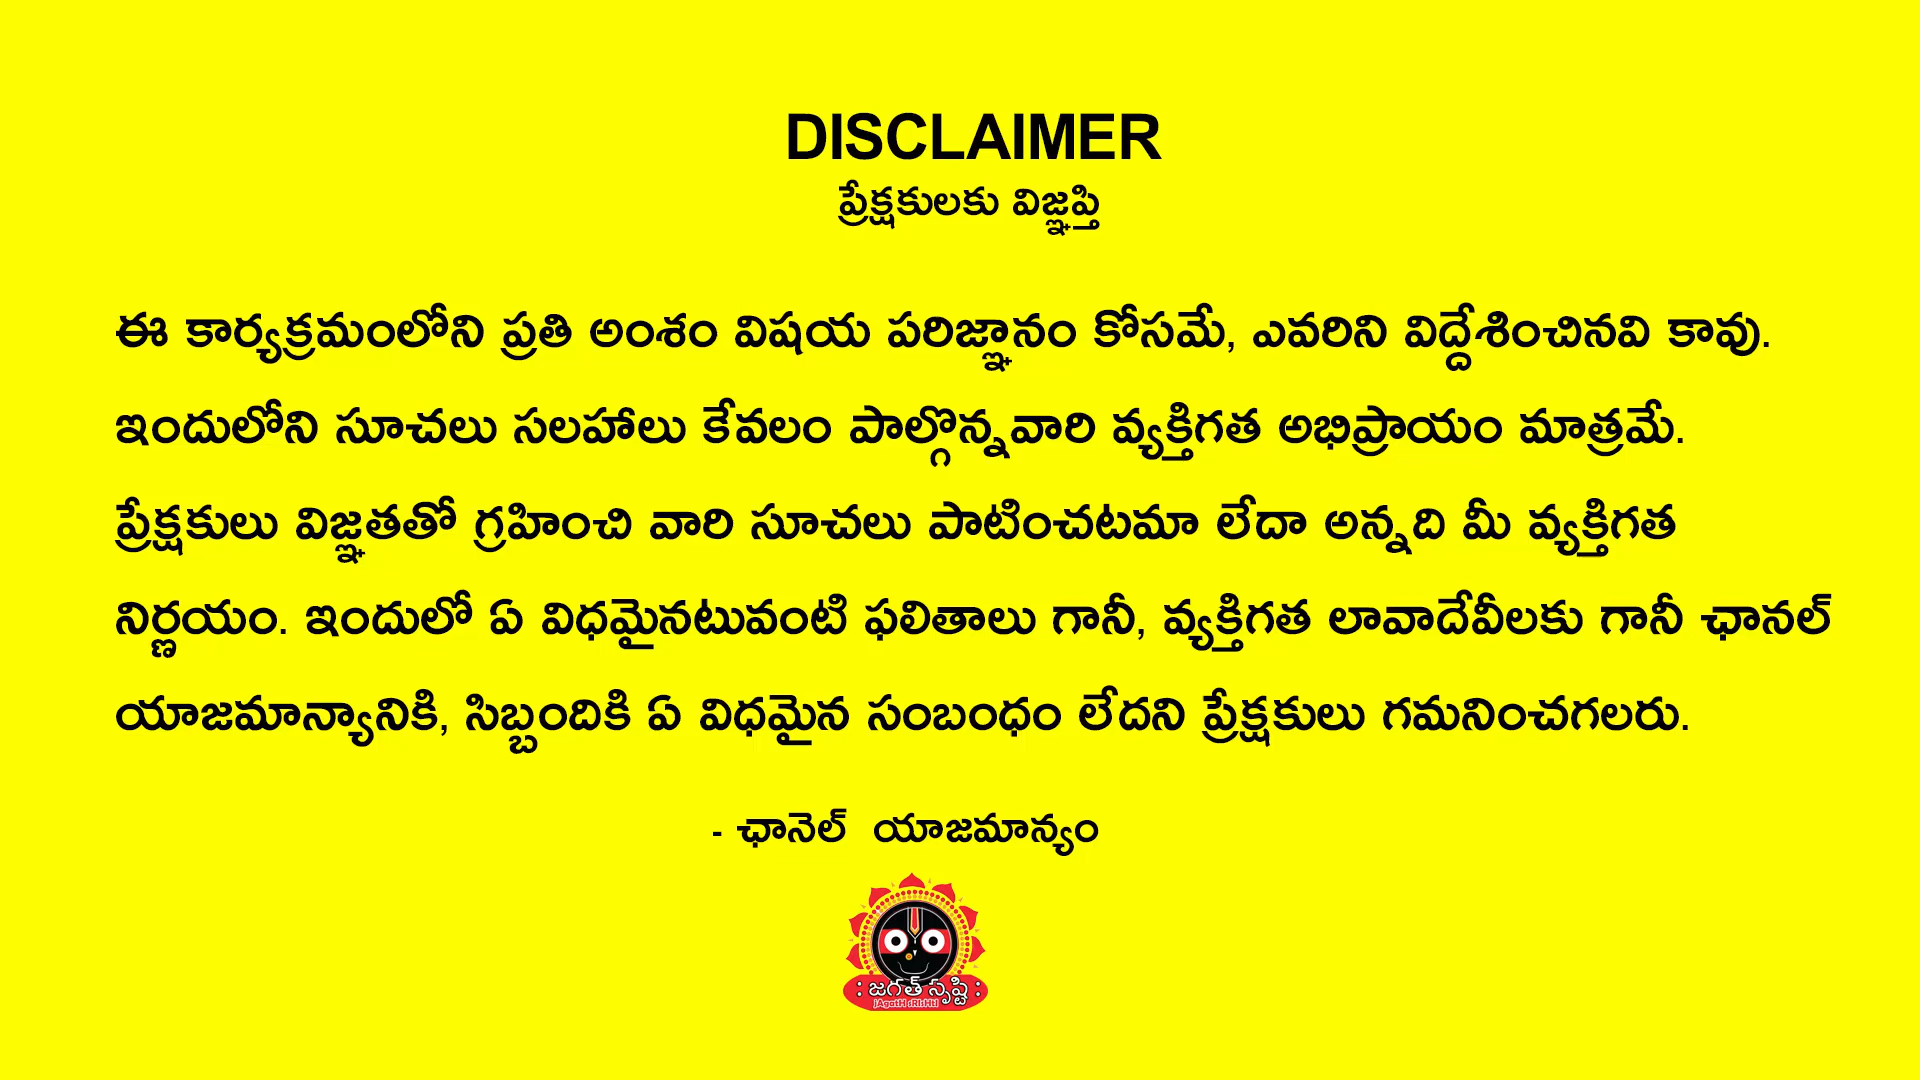 DISCLAIMER
ప్రేక్షకులకు విజ్ఞప్తి
ఈ కార్యక్రమంలోని ప్రతి అంశం విషయ పరిజ్ఞానం కోసమే, ఎవరిని విద్దేశించినవి కావు.
ఇందులోని సూచలు సలహాలు కేవలం పాల్గొన్నవారి వ్యక్తిగత అభిప్రాయం మాత్రమే.
ప్రేక్షకులు విజ్ఞతతో గ్రహించి వారి సూచలు పాటించటమా లేదా అన్నది మీ వ్యక్తిగత
నిర్ణయం. ఇందులో ఏ విధమైనటువంటి ఫలితాలు గానీ, వ్యక్తిగత లావాదేవీలకు గానీ ఛానల్
యాజమాన్యానికి, సిబ్బందికి ఏ విధమైన సంబంధం లేదని ప్రేక్షకులు గమనించగలరు.
- ఛానెల్ యాజమాన్యం
: జగత్ సృష్టి :
jAgatH sRIsHtI